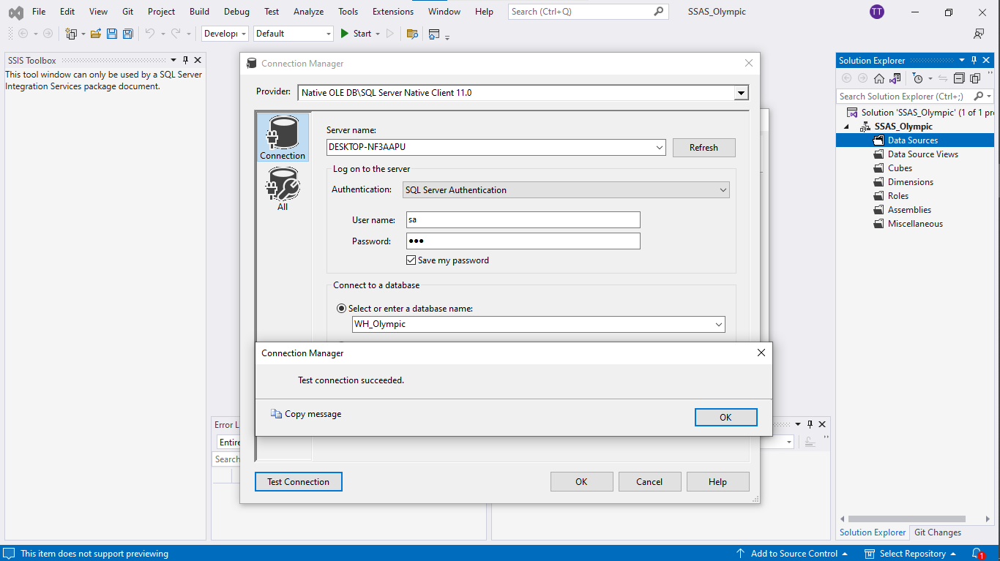 File Edit View Git Project Build Debug Test Analyze Tools Extensions Window Help Search (Ctrl+Q) SSAS_Olympic TT
Default Start
SSIS Toolbox
This tool window can only be used by a SQL Server
Integration Services package document.
Connection Manager
Provider: Native OLE DB\SQL Server Native Client 11.0
Connection
All
Server name:
DESKTOP-NF3AAPU Refresh
Log on to the server
Authentication: SQL Server Authentication
User name: sa
Password:
Save my password
Connect to a database
Select or enter a database name:
WH_Olympic
Connection Manager
Test connection succeeded.
Copy message OK
Error L
Entire
Search
Test Connection OK Cancel Help
Solution Explorer
Search Solution Explorer (Ctrl+;)
Solution 'SSAS_Olympic' (1 of 1 pr
SSAS_Olympic
Data Sources
Data Source Views
Cubes
Dimensions
Roles
Assemblies
Miscellaneous
Solution Explorer Git Changes
This item does not support previewing Add to Source Control Select Repository 1